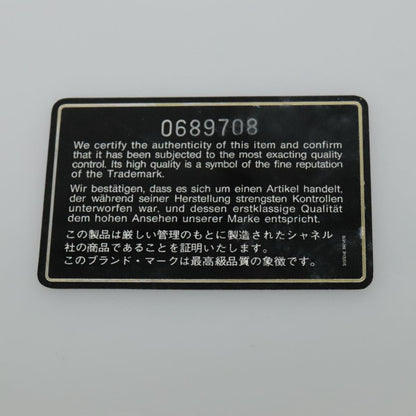 0689708
We certify the authenticity of this item and confirm
that it has been subjected to the most exacting quality
control. Its high quality is a symbol of the fine reputation
of the Trademark.
Wir bestätigen, dass es sich um einen Artikel handelt,
der während seiner Herstellung strengsten Kontrollen
unterworfen war, und dessen erstklassige Qualität
dem hohen Ansehen unserer Marke entspricht.
この製品は厳しい管理のもとに製造されたシャネル
社の商品であることを証明いたします。
このブランド・マークは最高級品質の象徴です。